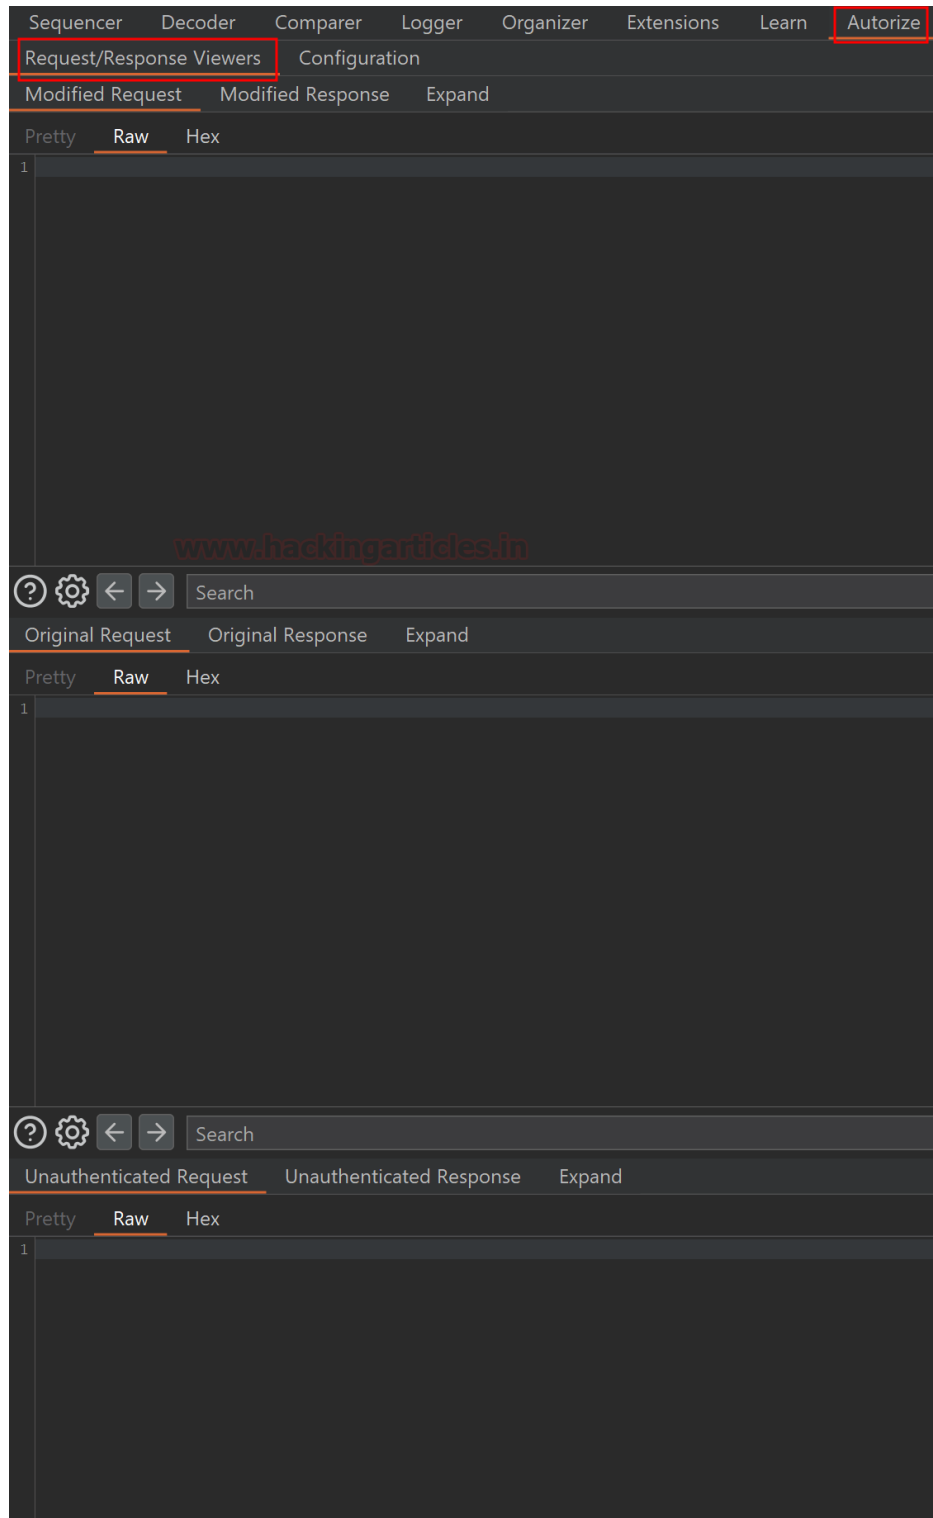 Sequencer Decoder Comparer Logger Organizer Extensions Learn Autorize
Request/Response Viewers Configuration
Modified Request Modified Response Expand
Pretty Raw Hex
1
www.hackingarticles.in
Search
Original Request Original Response Expand
Pretty Raw Hex
1
Search
Unauthenticated Request Unauthenticated Response Expand
Pretty Raw Hex
1